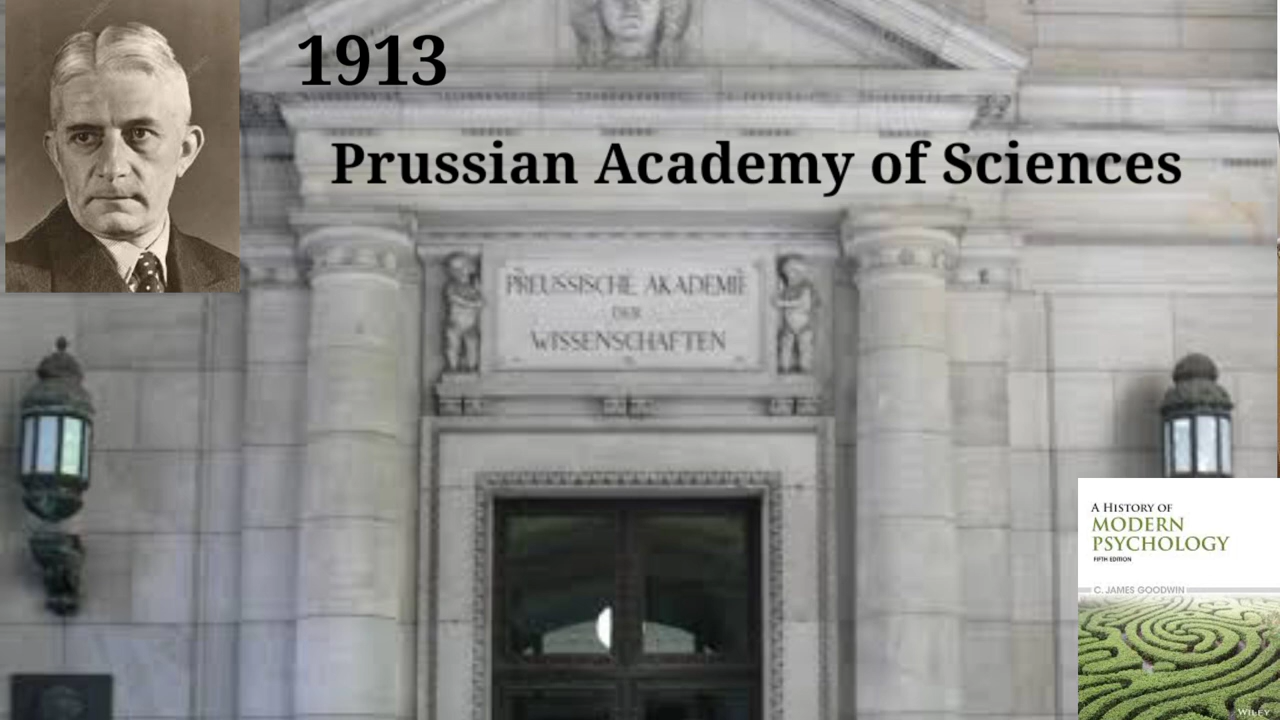 1913
Prussian Academy of Sciences
PREUSSISCHE AKADEMIE
DER
WISSENSCHAFTEN
A HISTORY OF
MODERN
PSYCHOLOGY
FIFTH EDITION
C. JAMES GOODWIN
WILEY